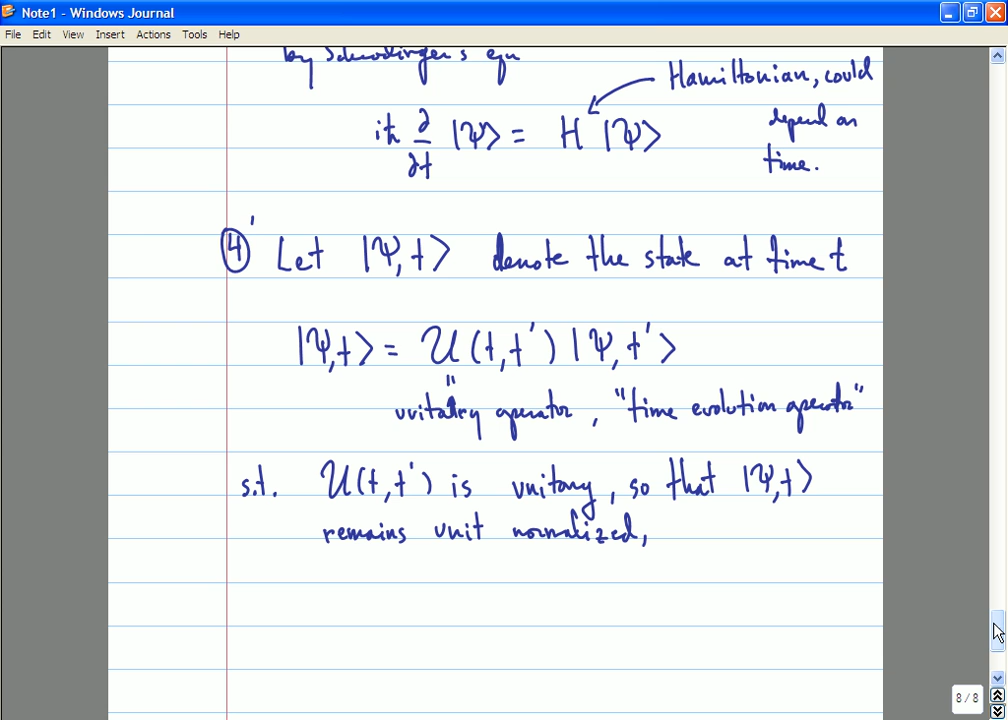 Note1 - Windows Journal
File Edit View Insert Actions Tools Help
by Schrodinger's eqn
Hamiltonian, could
depend on
time.
iħ ∂/∂t |Ψ⟩ = H |Ψ⟩
④' Let |Ψ,t⟩ denote the state at time t
|Ψ,t⟩ = U(t,t')|Ψ,t'⟩
unitary operator, "time evolution operator"
s.t. U(t,t') is unitary, so that |Ψ,t⟩
remains unit normalized,
8/8